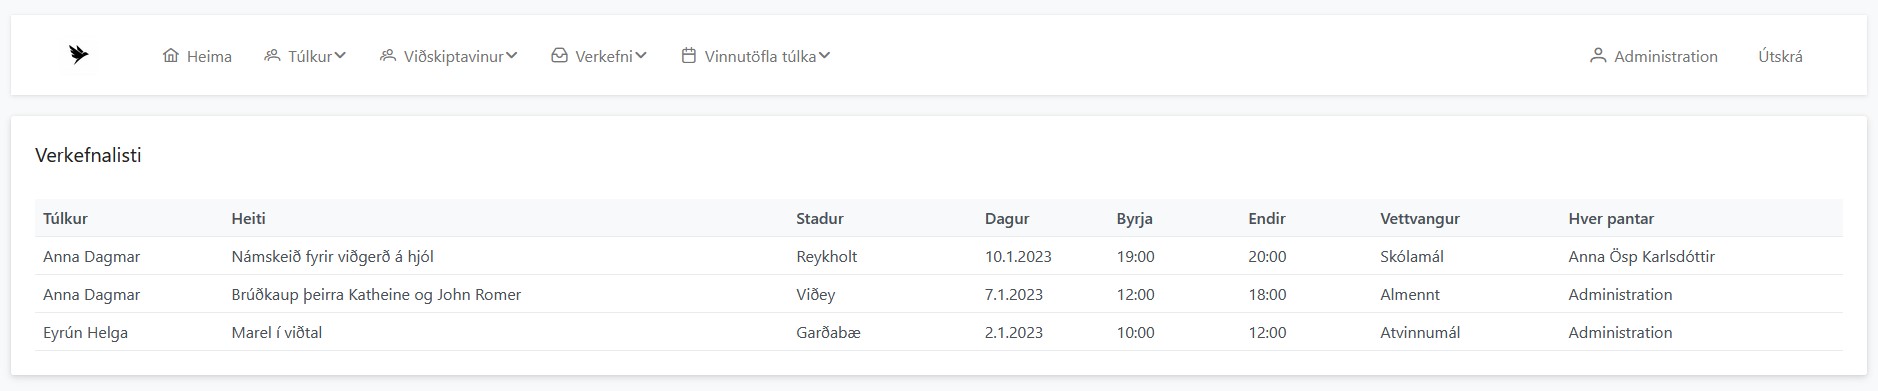 Heima Túlkur Viðskiptavinur Verkefni Vinnutöfla túlka Administration Útskrá
Verkefnalisti
Túlkur Heiti Stadur Dagur Byrja Endir Vettvangur Hver pantar
Anna Dagmar Námskeið fyrir viðgerð á hjól Reykholt 10.1.2023 19:00 20:00 Skólamál Anna Ösp Karlsdóttir
Anna Dagmar Brúðkaup þeirra Katheine og John Romer Viðey 7.1.2023 12:00 18:00 Almennt Administration
Eyrún Helga Marel í viðtal Garðabæ 2.1.2023 10:00 12:00 Atvinnumál Administration